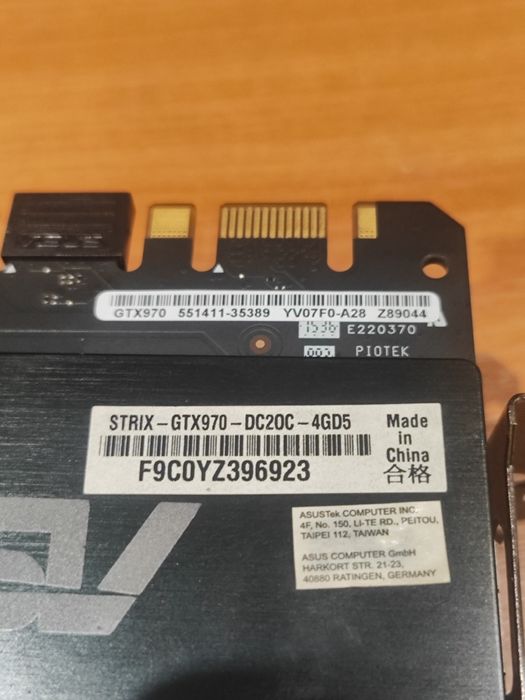 GTX970 551411-35389 YV07F0-A28 Z89044
1536 E220370
003 PIOTEK
STRIX-GTX970-DC2OC-4GD5
F9C0YZ396923
Made
in
China
合格
ASUSTek COMPUTER INC.
4F, No. 150, LI-TE RD., PEITOU,
TAIPEI 112, TAIWAN
ASUS COMPUTER GmbH
HARKORT STR. 21-23,
40880 RATINGEN, GERMANY